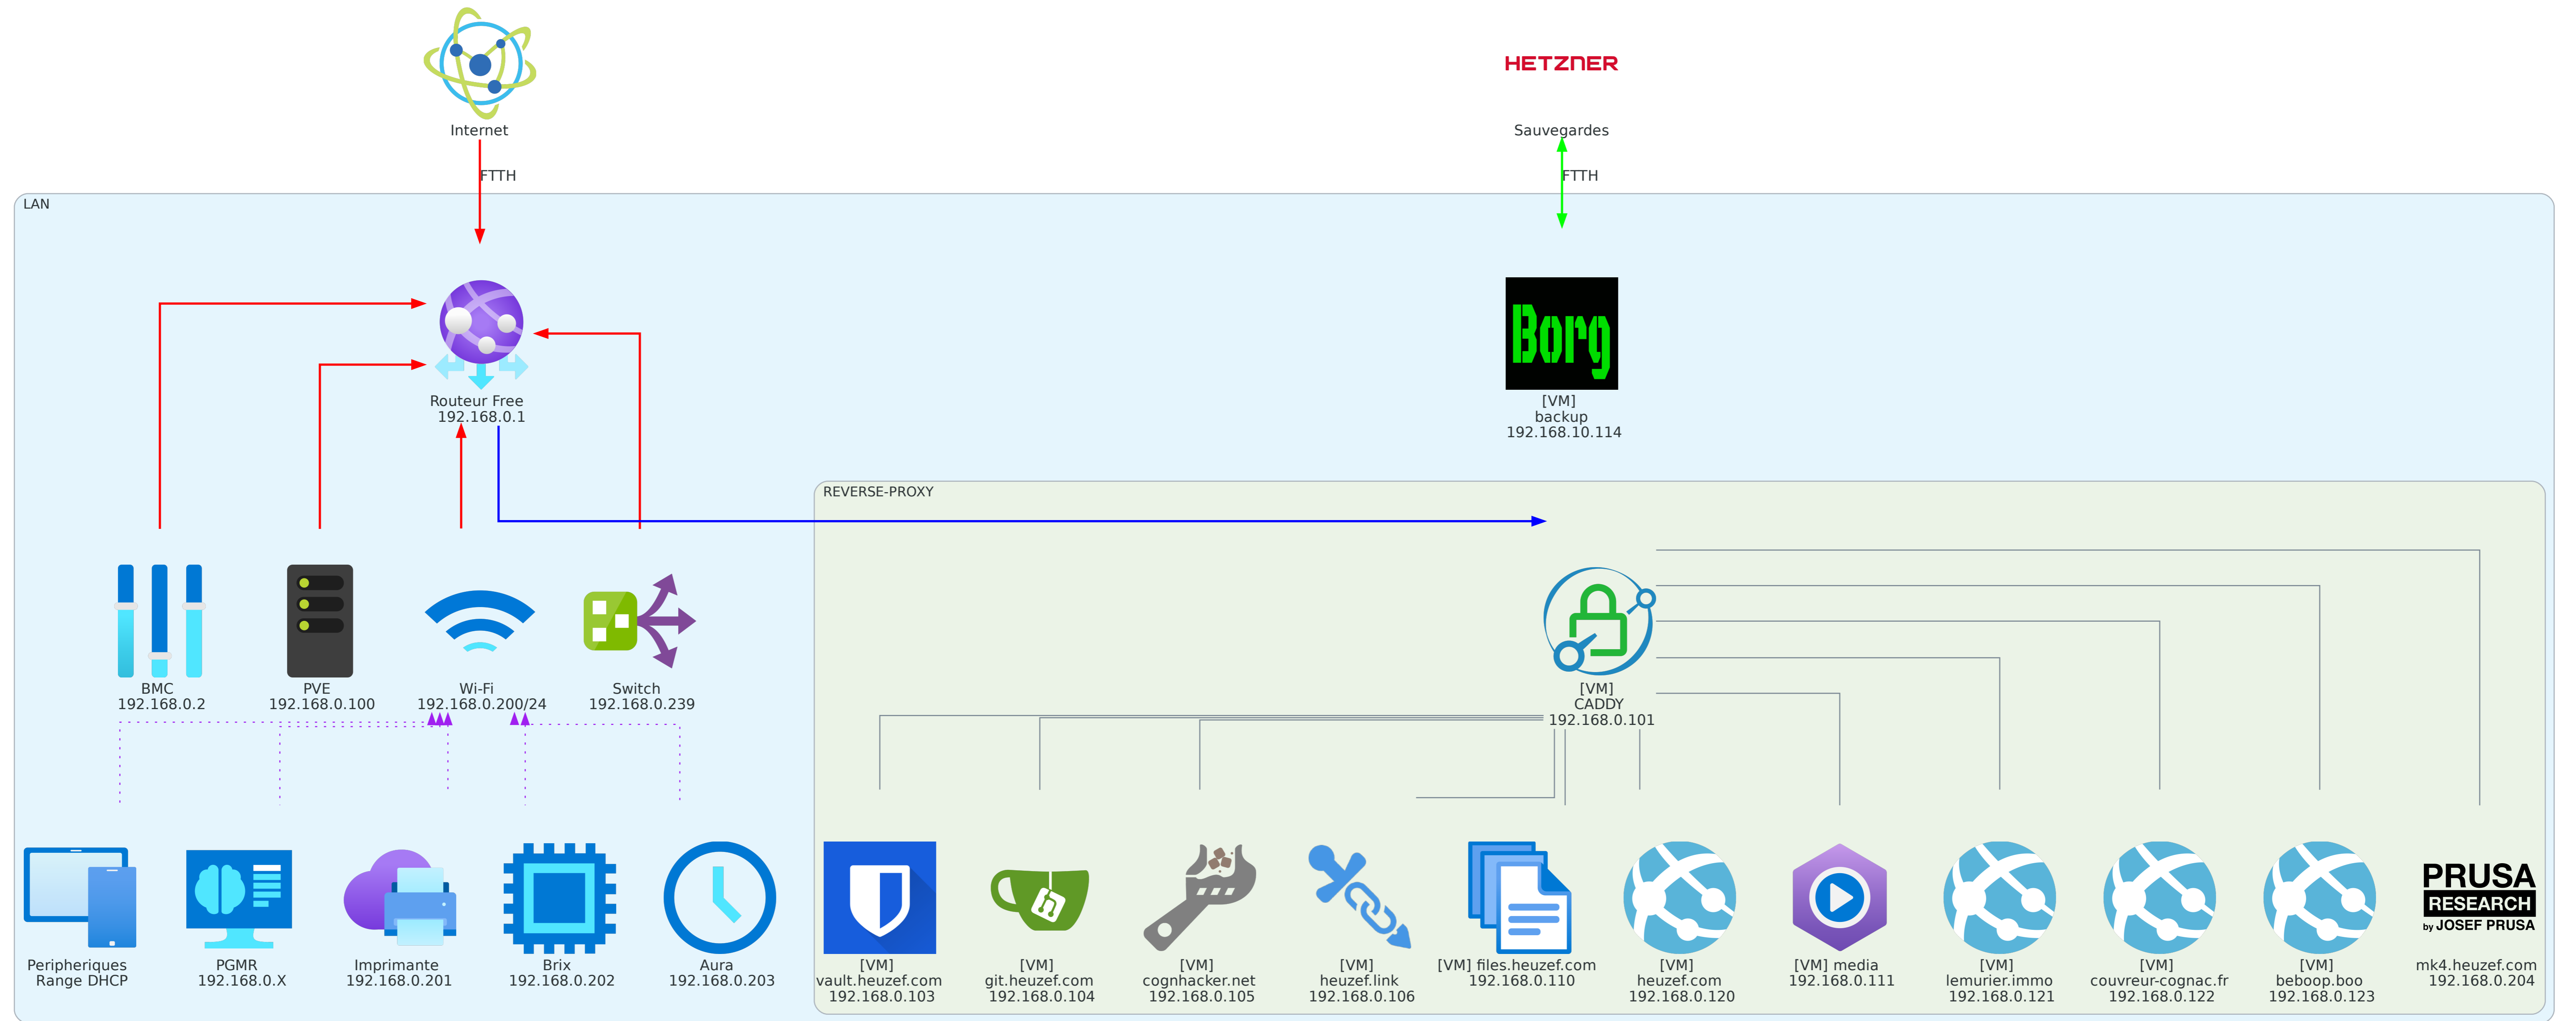 HETZNER
Internet
Sauvegardes
FTTH
FTTH
LAN
Borg
Routeur Free
192.168.0.1
[VM]
backup
192.168.10.114
REVERSE-PROXY
BMC
192.168.0.2
PVE
192.168.0.100
Wi-Fi
192.168.0.200/24
Switch
192.168.0.239
[VM]
CADDY
192.168.0.101
PRUSA
RESEARCH
by JOSEF PRUSA
Peripheriques
Range DHCP
PGMR
192.168.0.X
Imprimante
192.168.0.201
Brix
192.168.0.202
Aura
192.168.0.203
[VM]
vault.heuzef.com
192.168.0.103
[VM]
git.heuzef.com
192.168.0.104
[VM]
cognhacker.net
192.168.0.105
[VM]
heuzef.link
192.168.0.106
[VM] files.heuzef.com
192.168.0.110
[VM]
heuzef.com
192.168.0.120
[VM] media
192.168.0.111
[VM]
lemurier.immo
192.168.0.121
[VM]
couvreur-cognac.fr
192.168.0.122
[VM]
beboop.boo
192.168.0.123
mk4.heuzef.com
192.168.0.204